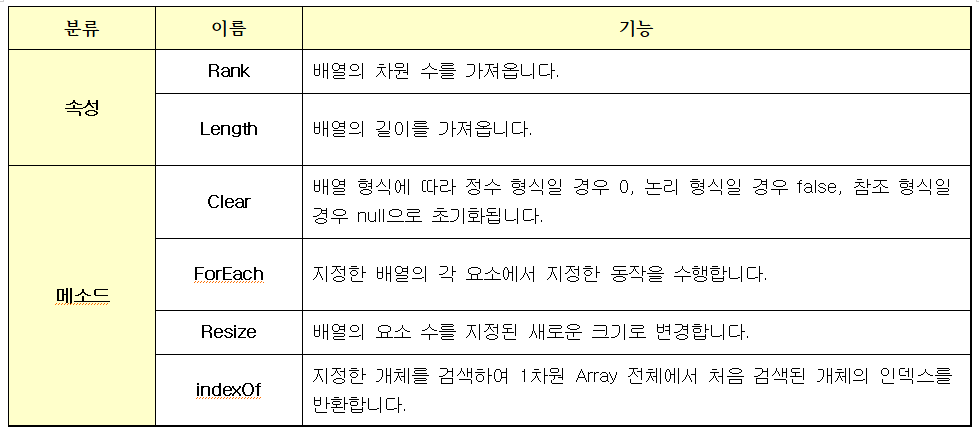 분류 이름 기능
속성
Rank 배열의 차원 수를 가져옵니다.
Length 배열의 길이를 가져옵니다.
메소드
Clear 배열 형식에 따라 정수 형식일 경우 0, 논리 형식일 경우 false, 참조 형식일
경우 null으로 초기화됩니다.
ForEach 지정한 배열의 각 요소에서 지정한 동작을 수행합니다.
Resize 배열의 요소 수를 지정된 새로운 크기로 변경합니다.
indexOf 지정한 개체를 검색하여 1차원 Array 전체에서 처음 검색된 개체의 인덱스를
반환합니다.